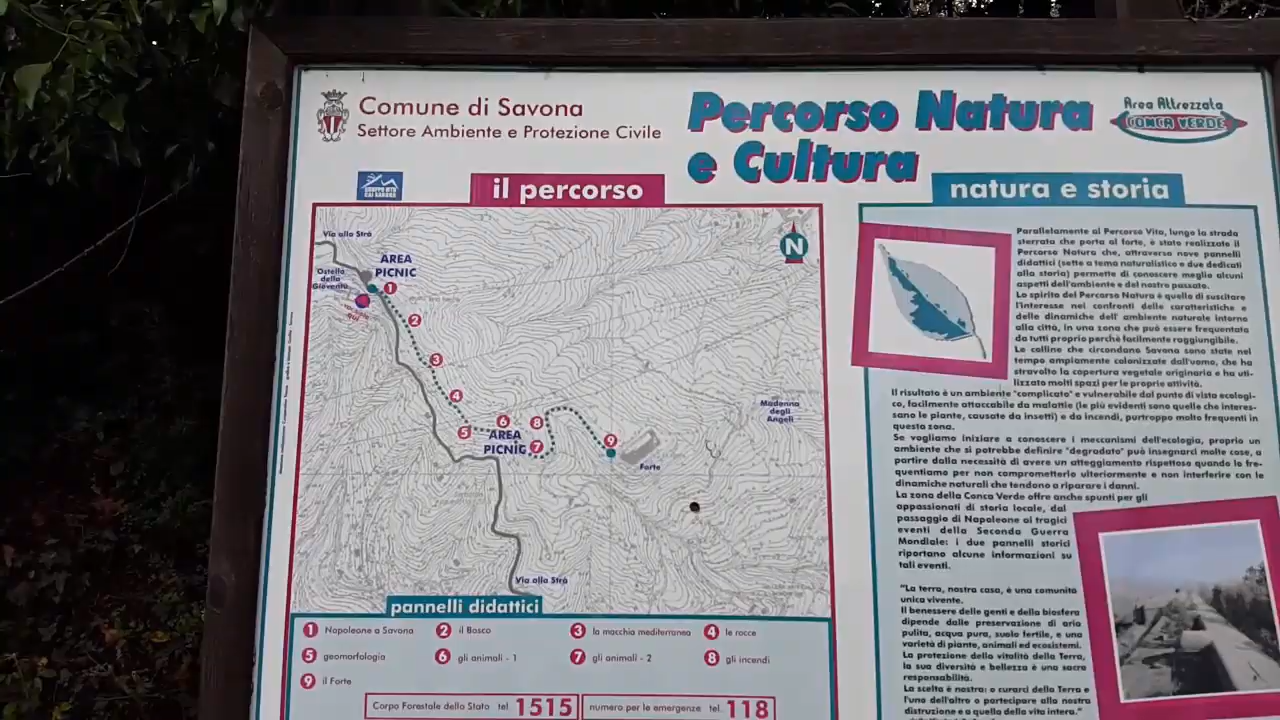 Comune di Savona
Settore Ambiente e Protezione Civile
Percorso Natura
e Cultura
Area Attrezzata
CONCA VERDE
GRUPPO MTB
CAI SAVONA
il percorso
Via alla Strà
AREA
PICNIC
Ostello
della
Gioventù
N
1
2
3
4
5
6
7
8
9
AREA
PICNIC
Madonna
degli
Angeli
Forte
Via alla Strà
pannelli didattici
1 Napoleone a Savona
2 il Bosco
3 la macchia mediterranea
4 le rocce
5 geomorfologia
6 gli animali - 1
7 gli animali - 2
8 gli incendi
9 il Forte
Corpo Forestale dello Stato tel 1515
numero per le emergenze tel. 118
natura e storia
Parallelamente al Percorso Vita, lungo la strada
sterrata che porta al forte, è stato realizzato il
Percorso Natura che, attraverso nove pannelli
didattici (sette a tema naturalistico e due dedicati
alla storia) permette di conoscere meglio alcuni
aspetti dell'ambiente e del nostro passato.
Lo spirito del Percorso Natura è quello di suscitare
l'interesse nei confronti delle caratteristiche e
delle dinamiche dell' ambiente naturale intorno
alla città, in una zona che può essere frequentata
da tutti proprio perchè facilmente raggiungibile.
Le colline che circondano Savona sono state nel
tempo ampiamente colonizzate dall'uomo, che ha
stravolto la copertura vegetale originaria e ha uti-
lizzato molti spazi per le proprie attività.
Il risultato è un ambiente "complicato" e vulnerabile dal punto di vista ecologi-
co, facilmente attaccabile da malattie (le più evidenti sono quelle che interes-
sano le piante, causate da insetti) e da incendi, purtroppo molto frequenti in
questa zona.
Se vogliamo iniziare a conoscere i meccanismi dell'ecologia, proprio un
ambiente che si potrebbe definire "degradato" può insegnarci molte cose, a
partire dalla necessità di avere un atteggiamento rispettoso quando lo fre-
quentiamo per non comprometterlo ulteriormente e non interferire con le
dinamiche naturali che tendono a riparare i danni.
La zona della Conca Verde offre anche spunti per gli
appassionati di storia locale, dal
passaggio di Napoleone ai tragici
eventi della Seconda Guerra
Mondiale: i due pannelli storici
riportano alcune informazioni su
tali eventi.
"La terra, nostra casa, è una comunità
unica vivente.
Il benessere delle genti e della biosfera
dipende dalla preservazione di aria
pulita, acqua pura, suolo fertile, e una
varietà di piante, animali ed ecosistemi.
La protezione della vitalità della Terra,
la sua diversità e bellezza è una sacra
responsabilità.
La scelta è nostra: o curarci della Terra e
l'uno dell'altro o partecipare alla nostra
distruzione e a quella della vita intera."